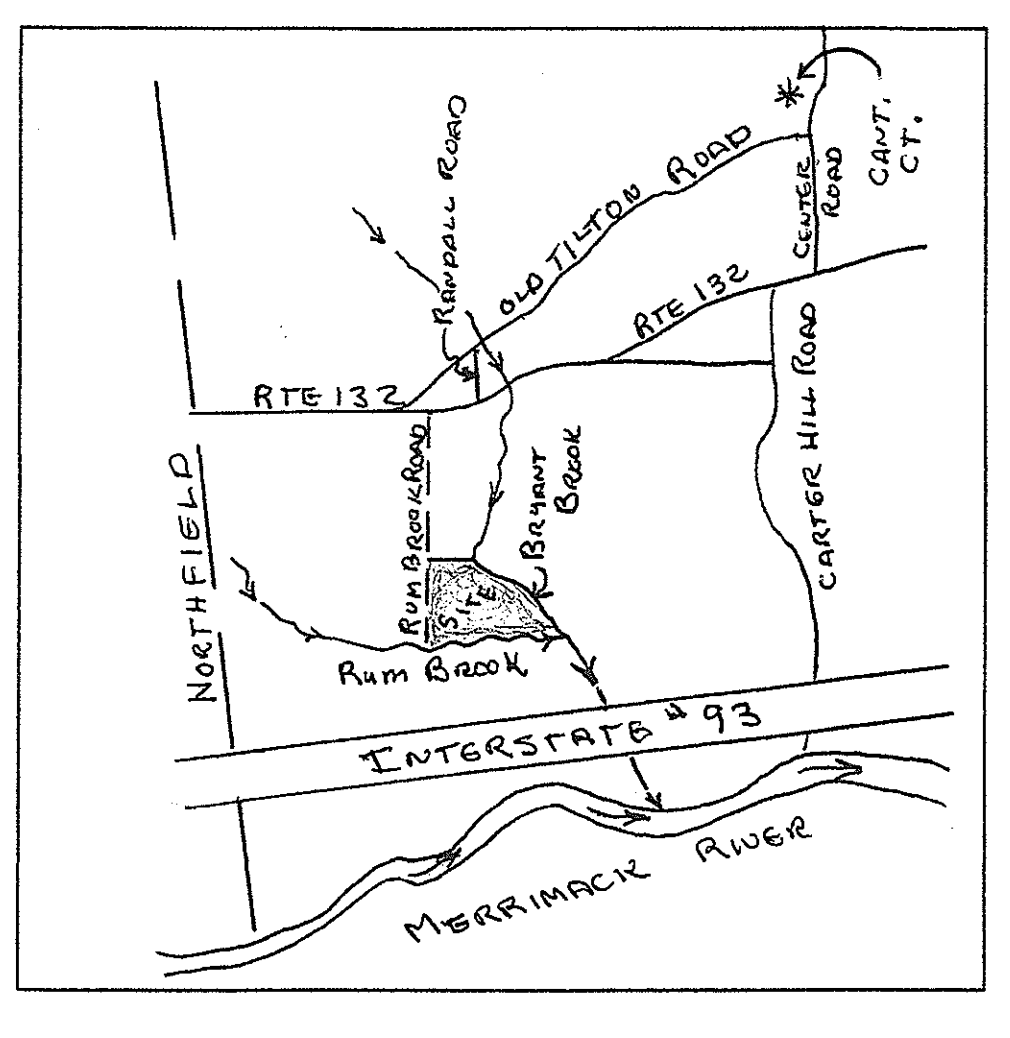 CANT.
CT.
RANDALL ROAD
OLD TILTON ROAD
CENTER
ROAD
RTE 132
RTE 132
NORTHFIELD
RUM BROOK ROAD
BRYANT
BROOK
CARTER HILL ROAD
SITE
RUM BROOK
INTERSTATE # 93
MERRIMACK RIVER